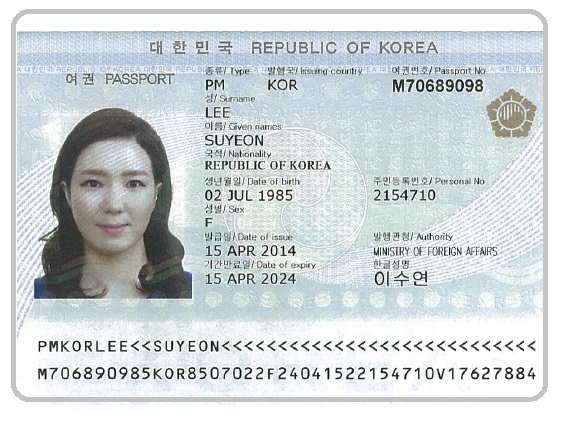 대한민국 REPUBLIC OF KOREA
여권 PASSPORT
종류/ Type 발행국/ Issuing country 여권번호/ Passport No
PM KOR M70689098
성/ Surname
LEE
이름/ Given names
SUYEON
국적/ Nationality
REPUBLIC OF KOREA
생년월일/ Date of birth 주민등록번호/ Personal No
02 JUL 1985 2154710
성별/ Sex
F
발급일/ Date of issue 발행관청/ Authority
15 APR 2014 MINISTRY OF FOREIGN AFFAIRS
기간만료일/ Date of expiry 한글성명
15 APR 2024 이수연
PMKORLEE<<SUYEON<<<<<<<<<<<<<<<<<<<<<<<<<<<<
M706890985KOR8507022F24041522154710V17627884